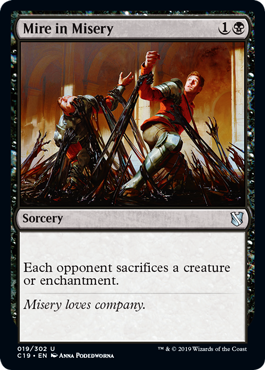 Mire in Misery 1
Sorcery
Each opponent sacrifices a creature
or enchantment.
Misery loves company.
019/302 U
C19 • EN Anna Podedworna
™ & © 2019 Wizards of the Coast